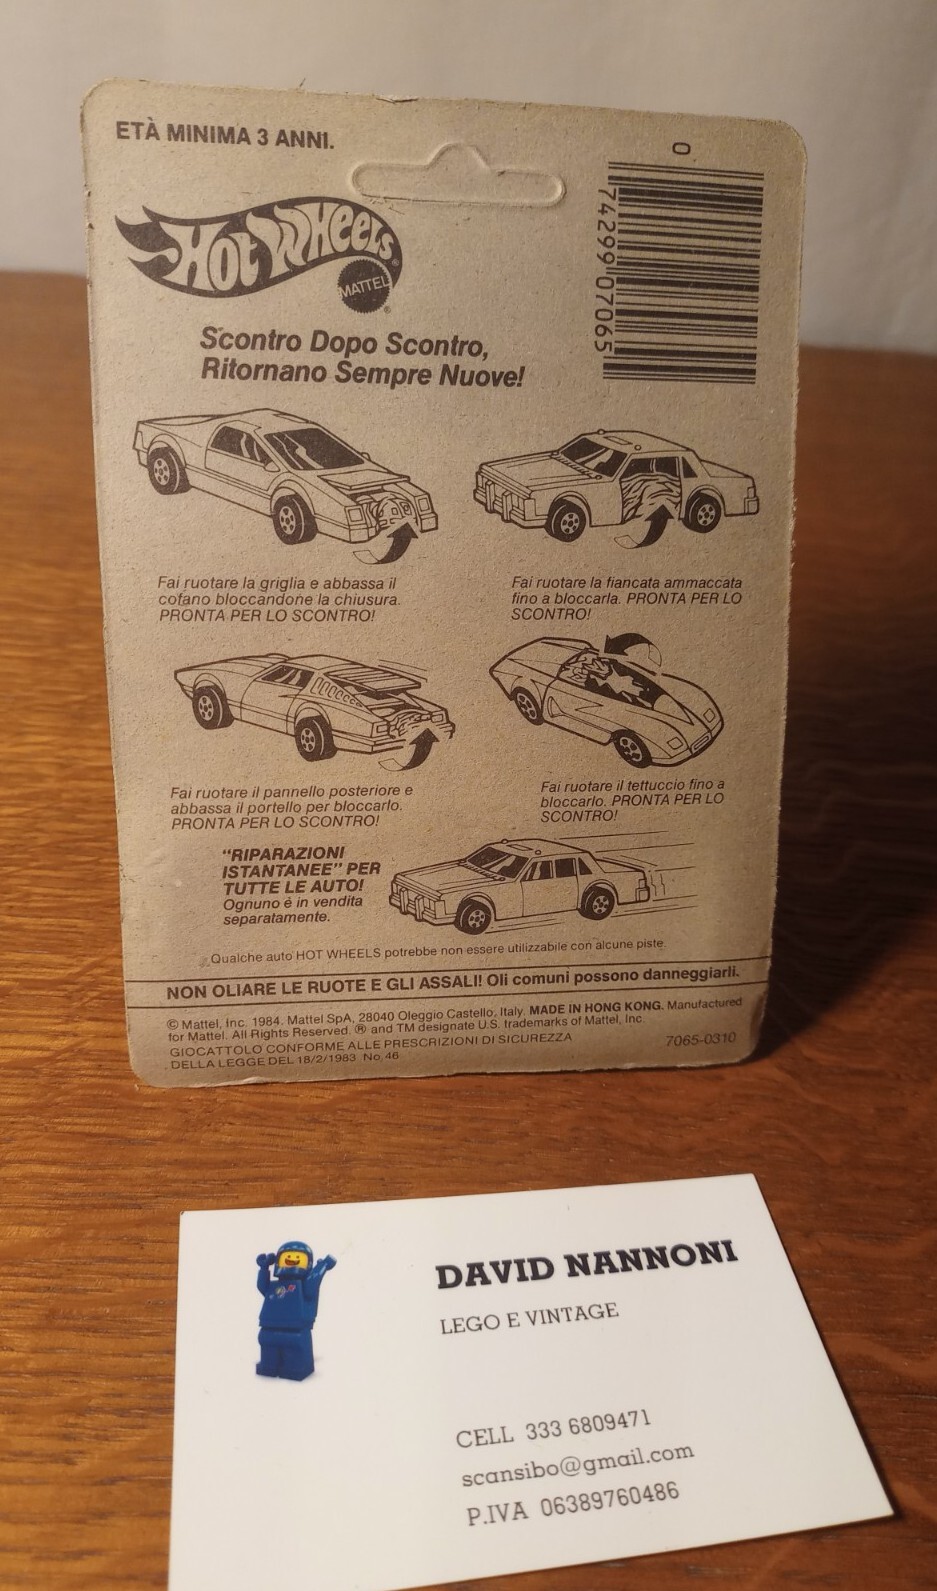 ETÀ MINIMA 3 ANNI.
0
74299 07065
Hot Wheels®
MATTEL®
Scontro Dopo Scontro,
Ritornano Sempre Nuove!
Fai ruotare la griglia e abbassa il
cofano bloccandone la chiusura.
PRONTA PER LO SCONTRO!
Fai ruotare la fiancata ammaccata
fino a bloccarla. PRONTA PER LO
SCONTRO!
Fai ruotare il pannello posteriore e
abbassa il portello per bloccarlo.
PRONTA PER LO SCONTRO!
Fai ruotare il tettuccio fino a
bloccarlo. PRONTA PER LO
SCONTRO!
“RIPARAZIONI
ISTANTANEE” PER
TUTTE LE AUTO!
Ognuno é in vendita
separatamente.
Qualche auto HOT WHEELS potrebbe non essere utilizzabile con alcune piste.
NON OLIARE LE RUOTE E GLI ASSALI! Oli comuni possono danneggiarli.
© Mattel, Inc. 1984. Mattel SpA, 28040 Oleggio Castello, Italy. MADE IN HONG KONG. Manufactured
for Mattel. All Rights Reserved. ® and TM designate U.S. trademarks of Mattel, Inc.
GIOCATTOLO CONFORME ALLE PRESCRIZIONI DI SICUREZZA
DELLA LEGGE DEL 18/2/1983 No. 46
7065-0310
DAVID NANNONI
LEGO E VINTAGE
CELL 333 6809471
scansibo@gmail.com
P.IVA 06389760486